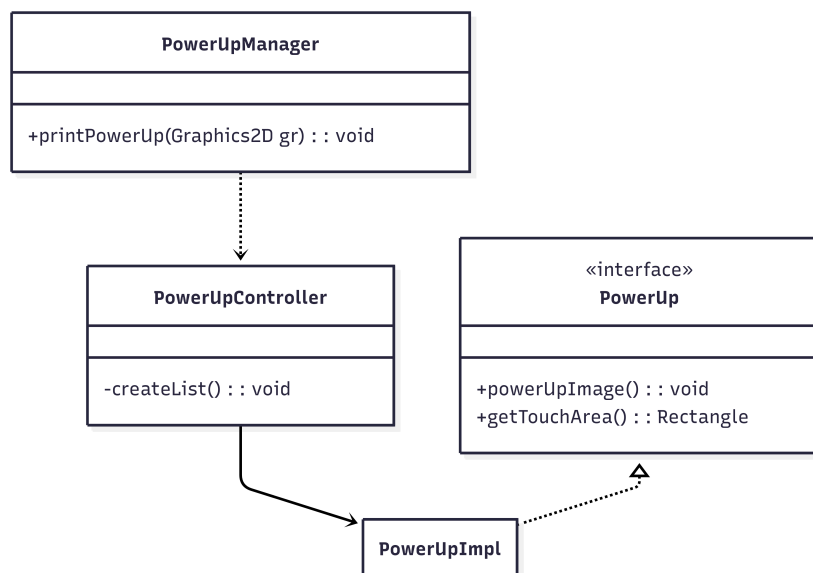 PowerUpManager
+printPowerUp(Graphics2D gr) : : void
«interface»
PowerUp
PowerUpController
-createList() : : void
+powerUpImage() : : void
+getTouchArea() : : Rectangle
PowerUpImpl